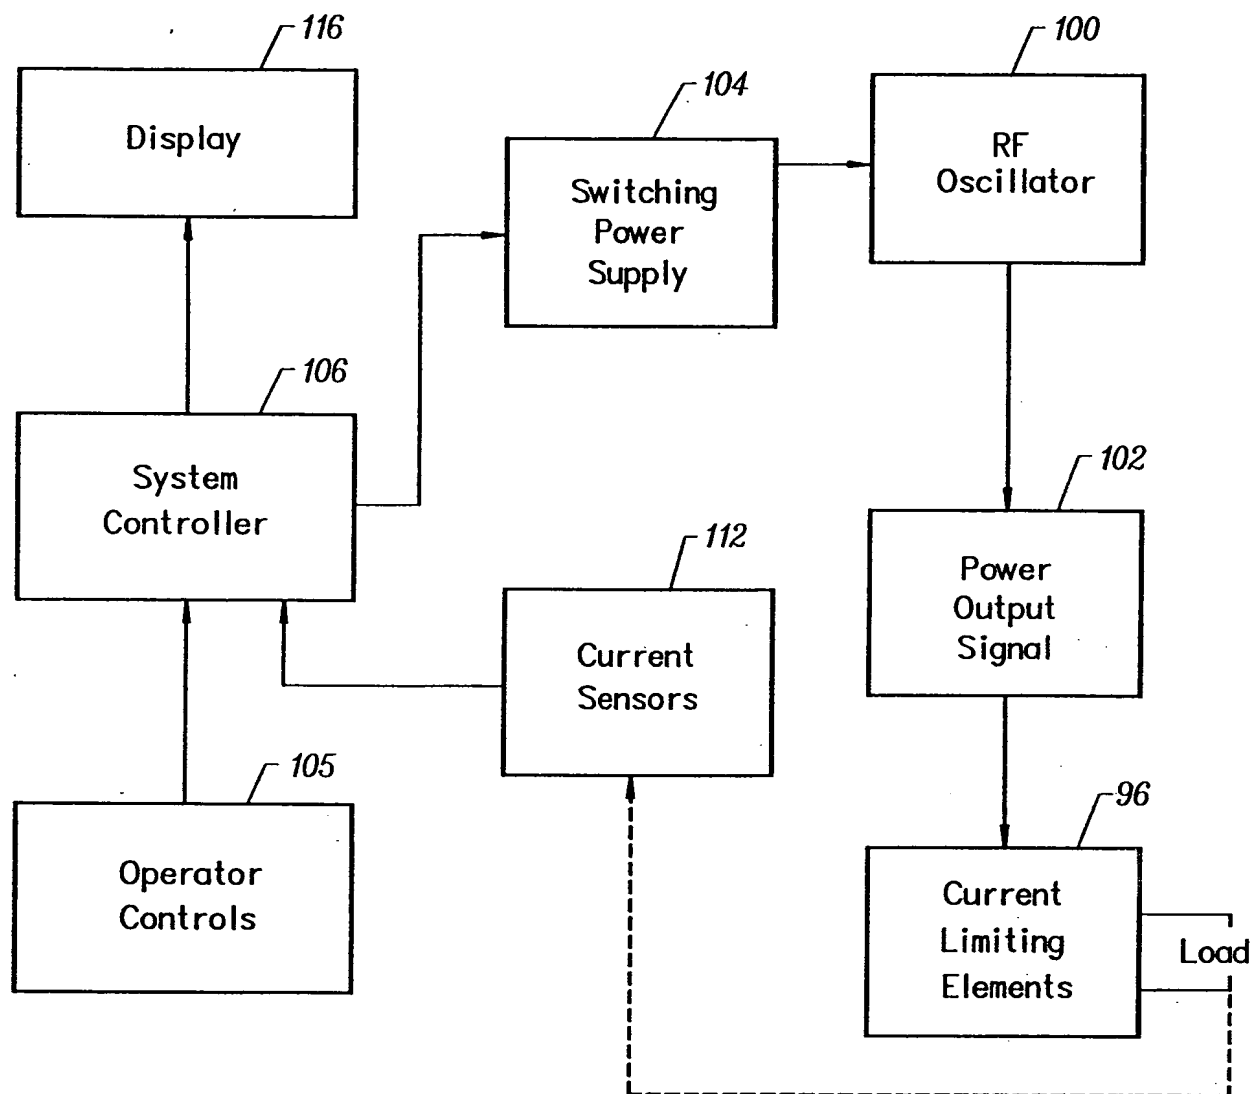 116
Display
104
Switching
Power
Supply
100
RF
Oscillator
106
System
Controller
112
Current
Sensors
102
Power
Output
Signal
105
Operator
Controls
96
Current
Limiting
Elements
Load